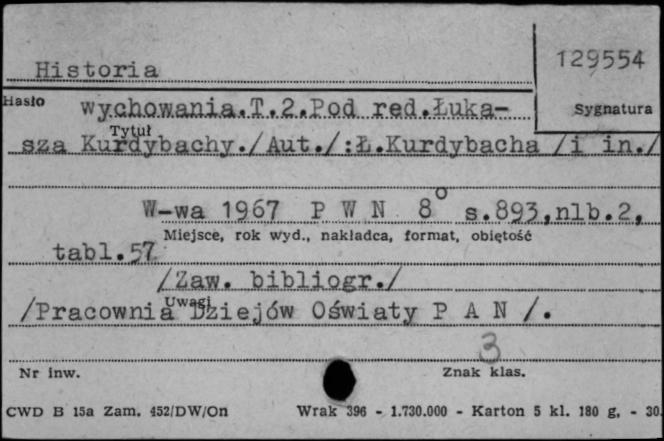 129554
Historia
Hasło
wychowania.T.2.Pod red.Łuka-
Sygnatura
Tytuł
sza Kurdybachy./Aut./:Ł.Kurdybacha /i in./
W-wa 1967 P W N 8° s.893,nlb.2,
Miejsce, rok wyd., nakładca, format, obiętość
tabl.57
/Zaw. bibliogr./
Uwagi
/Pracownia Dziejów Oświaty P A N /.
3
Nr inw.
Znak klas.
CWD B 15a Zam. 452/DW/On Wrak 396 - 1.730.000 - Karton 5 kl. 180 g, - 30.